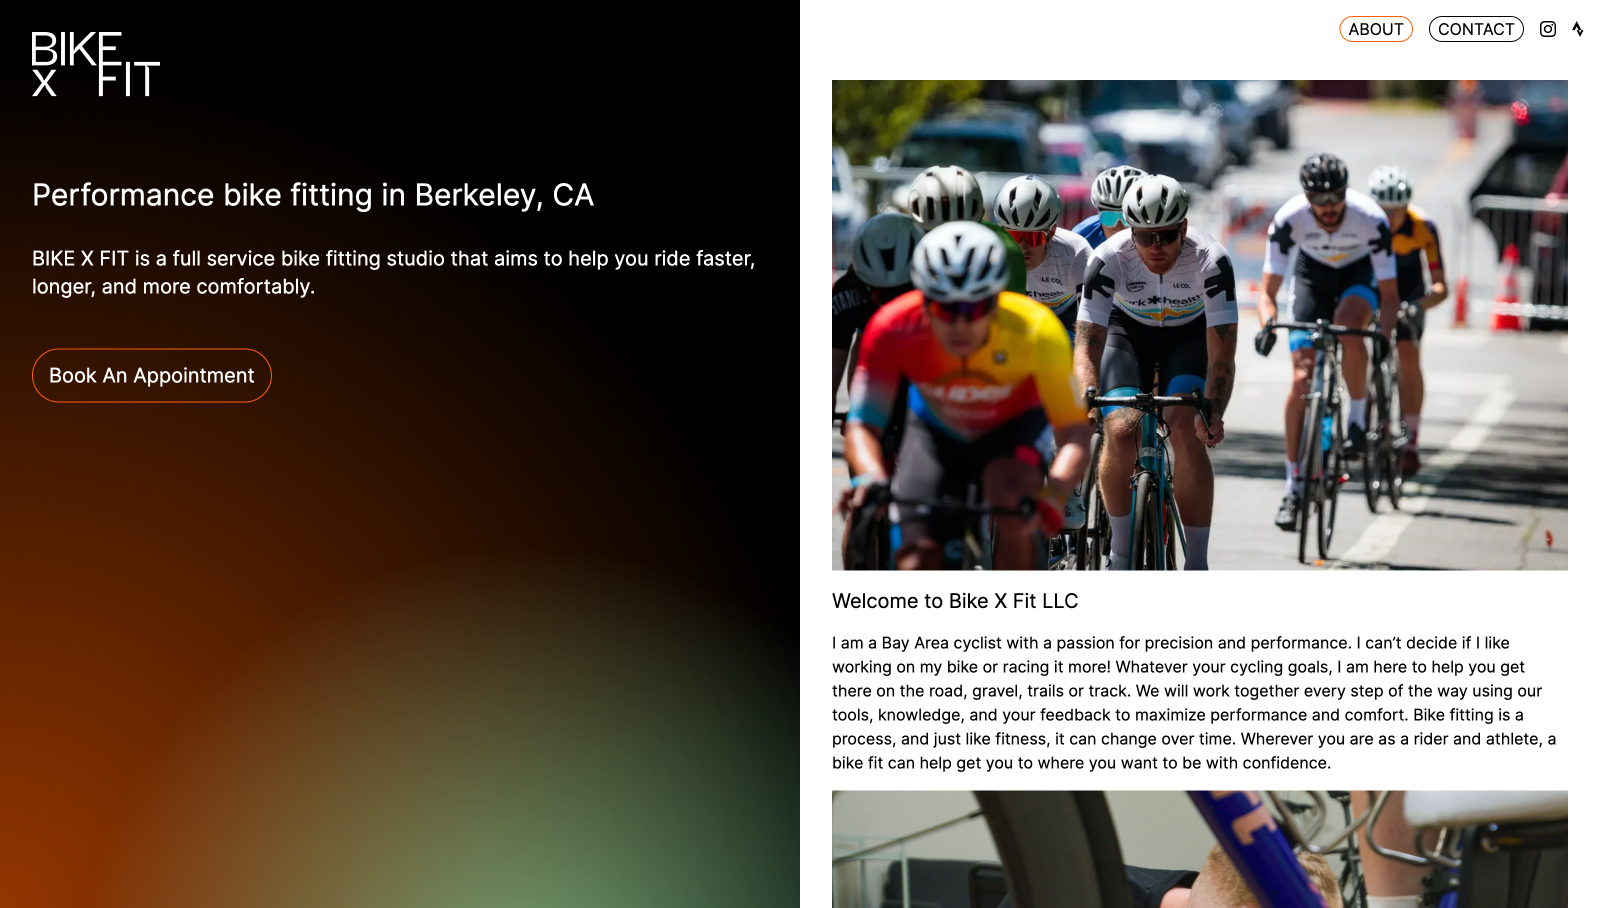 BIKE
X FIT
Performance bike fitting in Berkeley, CA
BIKE X FIT is a full service bike fitting studio that aims to help you ride faster,
longer, and more comfortably.
Book An Appointment
ABOUT
CONTACT
LE COL
LE COL
Welcome to Bike X Fit LLC
I am a Bay Area cyclist with a passion for precision and performance. I can’t decide if I like
working on my bike or racing it more! Whatever your cycling goals, I am here to help you get
there on the road, gravel, trails or track. We will work together every step of the way using our
tools, knowledge, and your feedback to maximize performance and comfort. Bike fitting is a
process, and just like fitness, it can change over time. Wherever you are as a rider and athlete, a
bike fit can help get you to where you want to be with confidence.